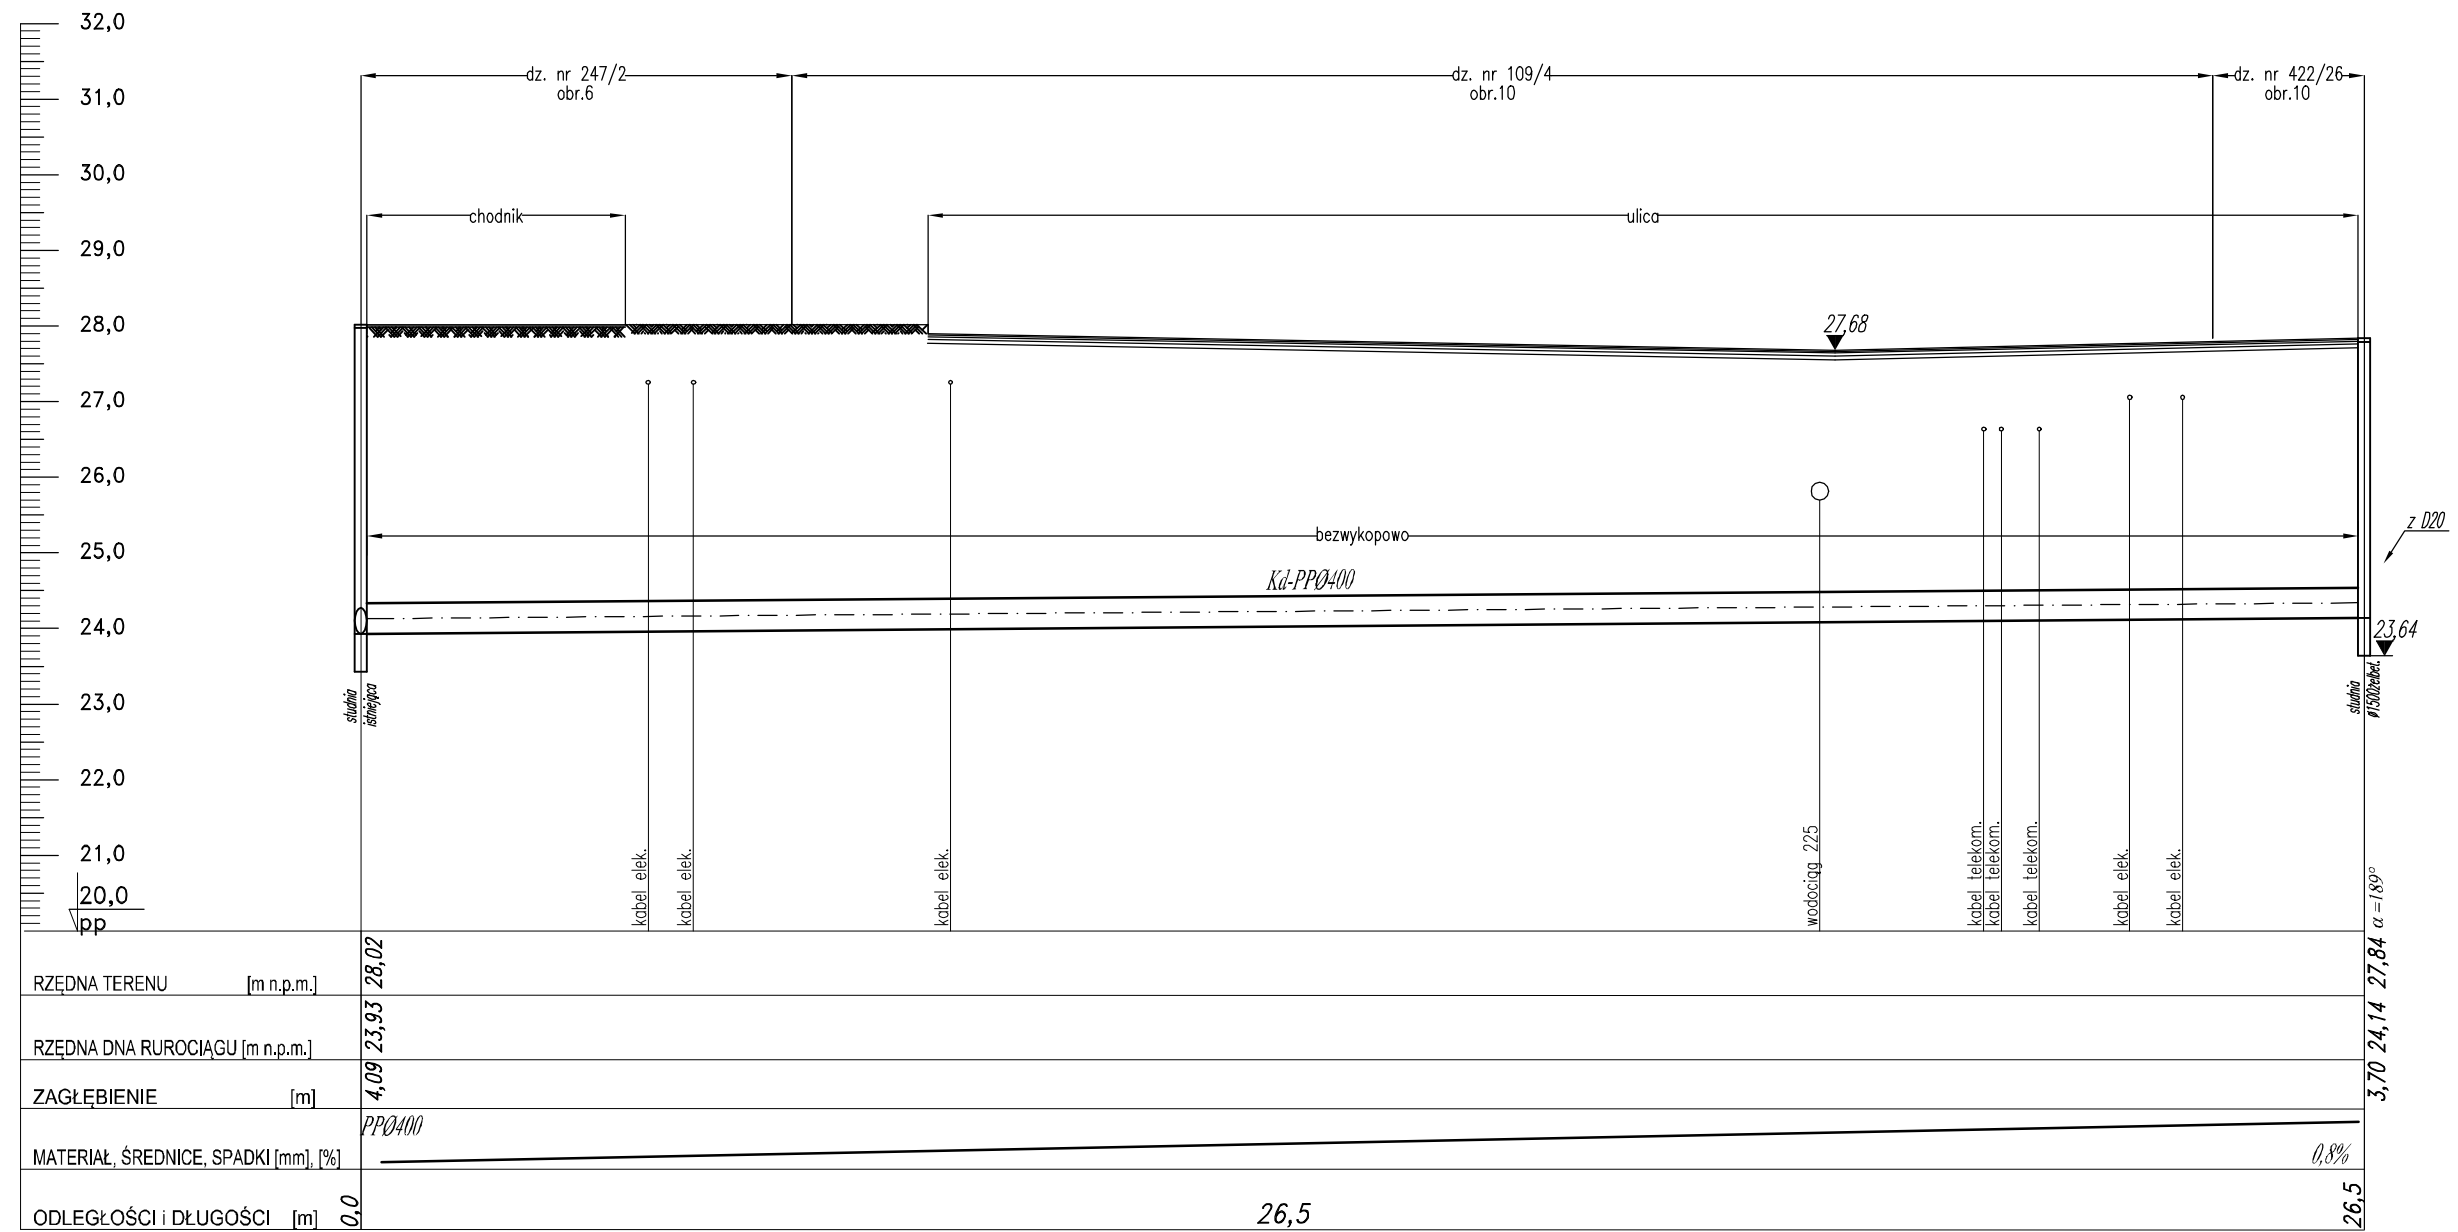 32,0
31,0
30,0
29,0
28,0
27,0
26,0
25,0
24,0
23,0
22,0
21,0
20,0
pp
dz. nr 247/2
obr.6
dz. nr 109/4
obr.10
dz. nr 422/26
obr.10
chodnik
ulica
27,68
bezwykopowo
Kd-PPØ400
z D20
23,64
studnia
istniejąca
studnia
ø1500żelbet.
kabel elek.
kabel elek.
kabel elek.
wodociąg 225
kabel telekom.
kabel telekom.
kabel telekom.
kabel elek.
kabel elek.
α=189°
RZĘDNA TERENU [m n.p.m.] 28,02 27,84
RZĘDNA DNA RUROCIĄGU [m n.p.m.] 23,93 24,14
ZAGŁĘBIENIE [m] 4,09 3,70
PPØ400
MATERIAŁ, ŚREDNICE, SPADKI [mm], [%] 0,8%
ODLEGŁOŚCI i DŁUGOŚCI [m] 0,0 26,5 26,5